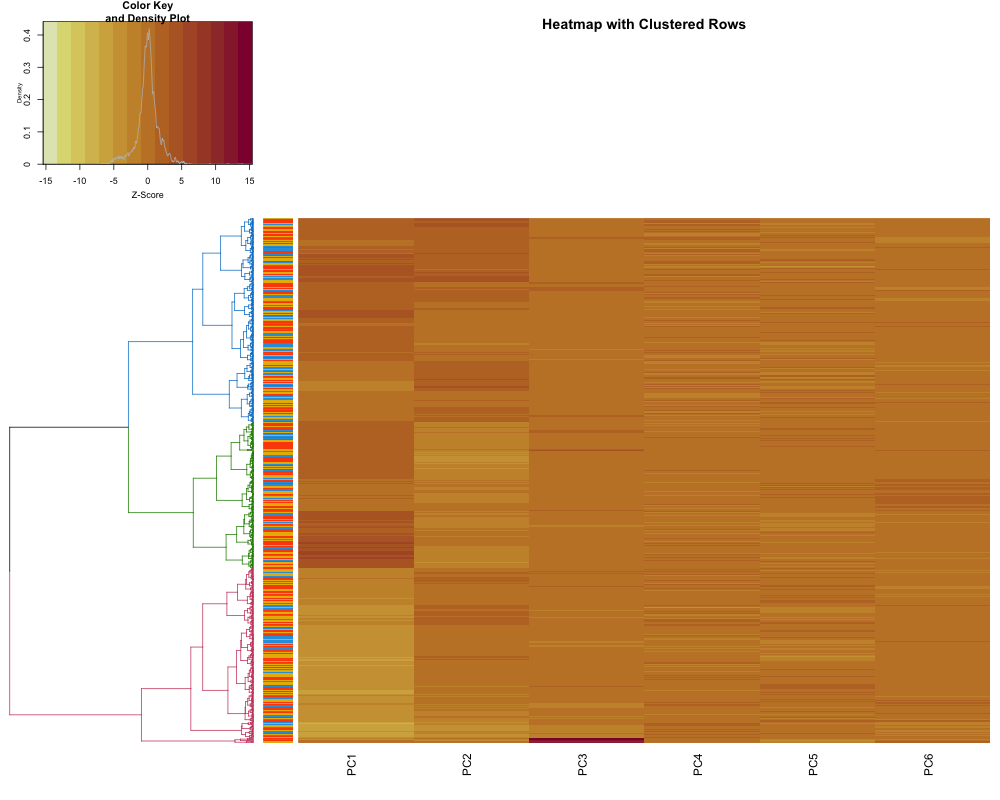 Color Key
and Density Plot
Heatmap with Clustered Rows
Density
0 0.1 0.2 0.3 0.4
-15 -10 -5 0 5 10 15
Z-Score
PC1 PC2 PC3 PC4 PC5 PC6